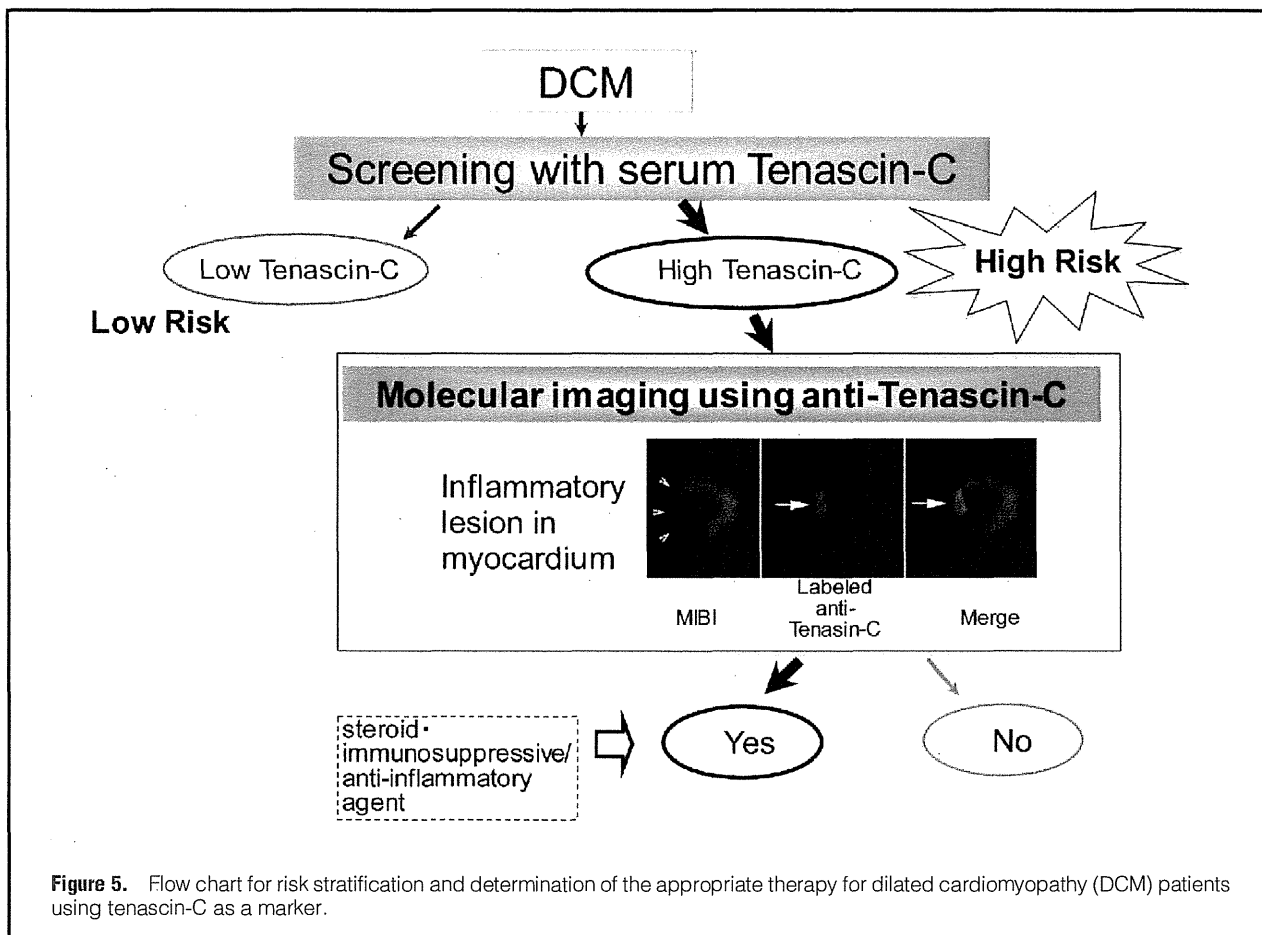 DCM
Screening with serum Tenascin-C
Low Tenascin-C
High Tenascin-C
High Risk
Low Risk
Molecular imaging using anti-Tenascin-C
Inflammatory
lesion in
myocardium
MIBI
Labeled
anti-
Tenasin-C
Merge
steroid・
immunosuppressive/
anti-inflammatory
agent
Yes
No
Figure 5. Flow chart for risk stratification and determination of the appropriate therapy for dilated cardiomyopathy (DCM) patients
using tenascin-C as a marker.